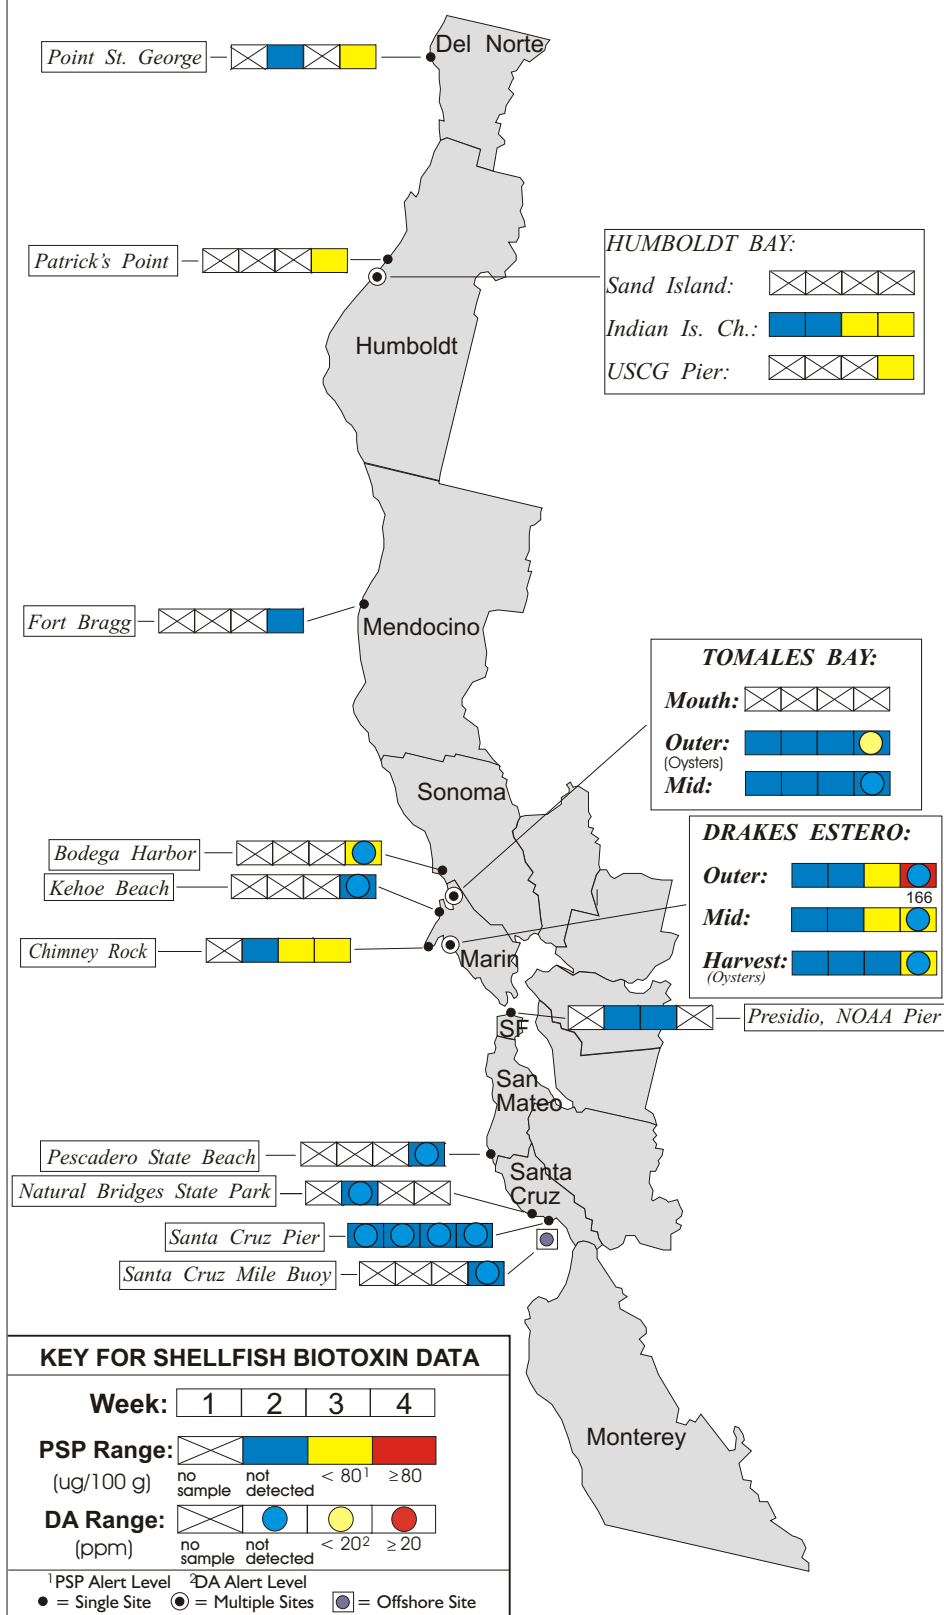 Del Norte
Point St. George
Patrick's Point
HUMBOLDT BAY:
Sand Island:
Indian Is. Ch.:
USCG Pier:
Humboldt
Fort Bragg
Mendocino
TOMALES BAY:
Mouth:
Outer:
(Oysters)
Mid:
Sonoma
DRAKES ESTERO:
Outer:
166
Mid:
Harvest:
(Oysters)
Bodega Harbor
Kehoe Beach
Chimney Rock
Marin
Presidio, NOAA Pier
SF
San
Mateo
Pescadero State Beach
Natural Bridges State Park
Santa
Cruz
Santa Cruz Pier
Santa Cruz Mile Buoy
Monterey
KEY FOR SHELLFISH BIOTOXIN DATA
Week: 1 2 3 4
PSP Range:
(ug/100 g)
no sample
not detected
< 80¹
≥80
DA Range:
(ppm)
no sample
not detected
< 20²
≥ 20
¹PSP Alert Level ²DA Alert Level
= Single Site = Multiple Sites = Offshore Site